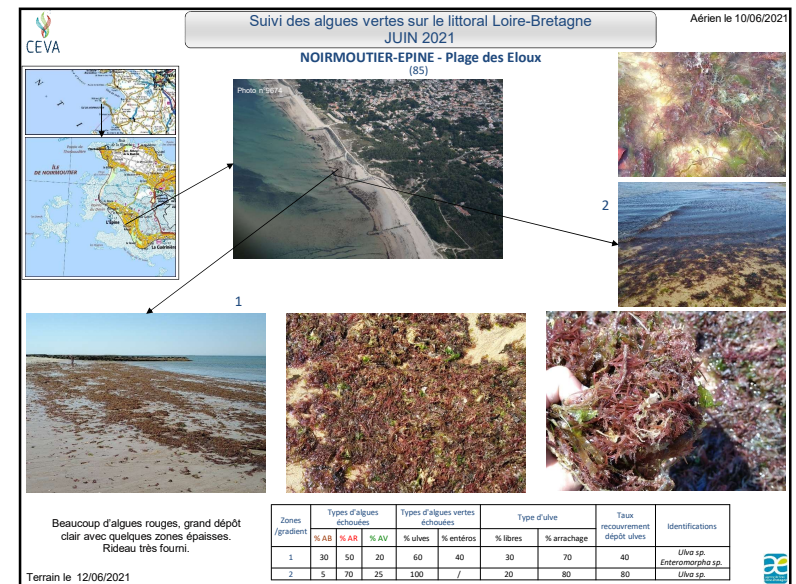 Suivi des algues vertes sur le littoral Loire-Bretagne
JUIN 2021
Aérien le 10/06/2021
CEVA
NOIRMOUTIER-EPINE - Plage des Eloux
(85)
Photo n°9674
ÎLE
DE NOIRMOUTIER
L'Épine
La Guérinière
2
1
Beaucoup d'algues rouges, grand dépôt
clair avec quelques zones épaisses.
Rideau très fourni.
Terrain le 12/06/2021
Zones /gradient Types d'algues échouées Types d'algues vertes échouées Type d'ulve Taux recouvrement dépôt ulves Identifications
% AB % AR % AV % ulves % entéros % libres % arrachage
1 30 50 20 60 40 30 70 40 Ulva sp. Enteromorpha sp.
2 5 70 25 100 / 20 80 80 Ulva sp.